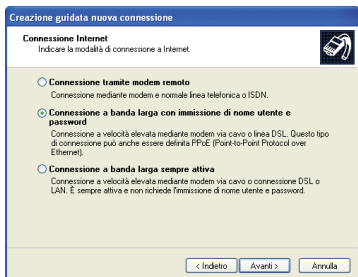 Creazione guidata nuova connessione
Connessione Internet
Indicare la modalità di connessione a Internet.
Connessione tramite modem remoto
Connessione mediante modem e normale linea telefonica o ISDN.
Connessione a banda larga con immissione di nome utente e
password
Connessione a velocità elevata mediante modem via cavo o linea DSL. Questo tipo
di connessione può anche essere definita PPoE (Point-to-Point Protocol over
Ethernet).
Connessione a banda larga sempre attiva
Connessione a velocità elevata mediante modem via cavo o connessione DSL o
LAN. È sempre attiva e non richiede l'immissione di nome utente e password.
< Indietro Avanti > Annulla